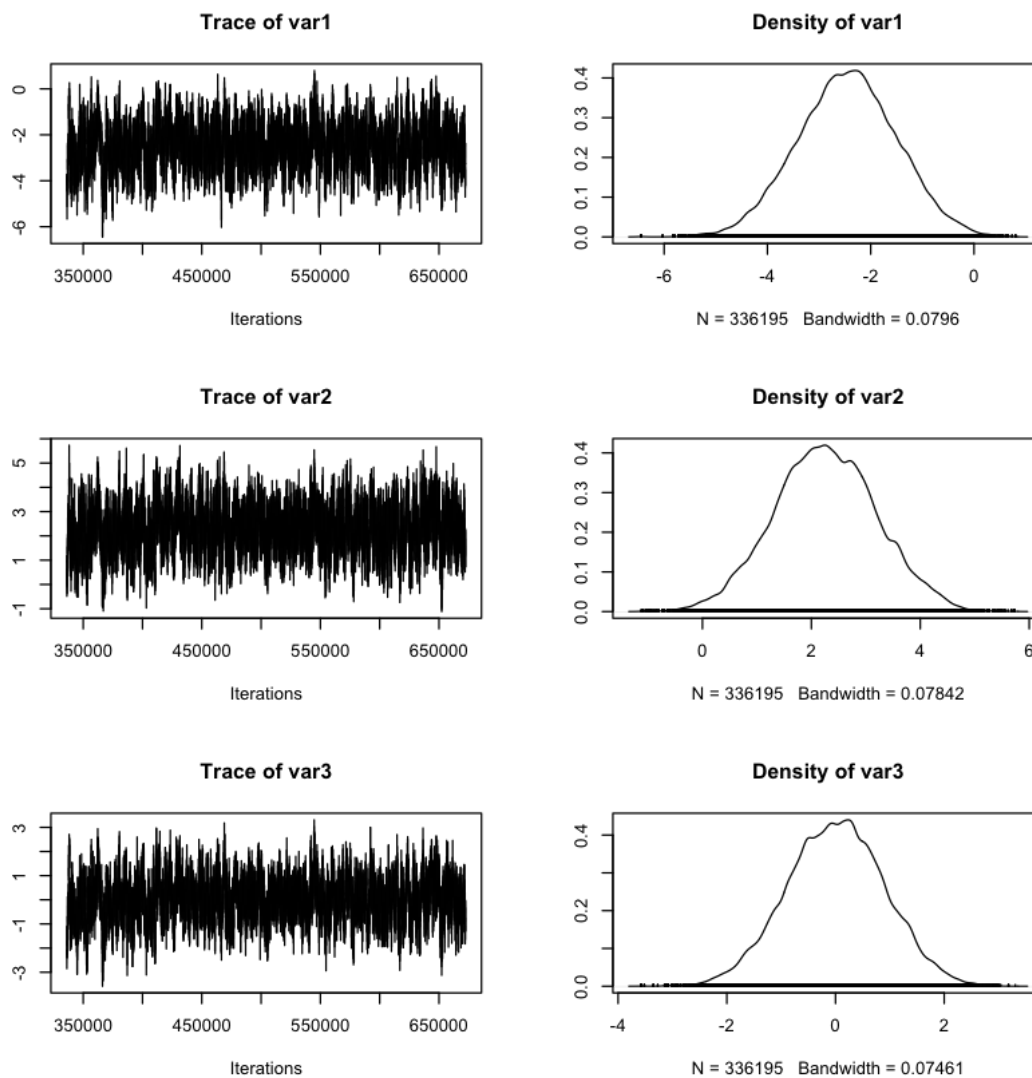 Trace of var1
0
-2
-4
-6
350000 450000 550000 650000
Iterations
Density of var1
0.4
0.3
0.2
0.1
0.0
-6 -4 -2 0
N = 336195 Bandwidth = 0.0796
Trace of var2
5
3
1
-1
350000 450000 550000 650000
Iterations
Density of var2
0.4
0.3
0.2
0.1
0.0
0 2 4 6
N = 336195 Bandwidth = 0.07842
Trace of var3
3
1
-1
-3
350000 450000 550000 650000
Iterations
Density of var3
0.4
0.2
0.0
-4 -2 0 2
N = 336195 Bandwidth = 0.07461